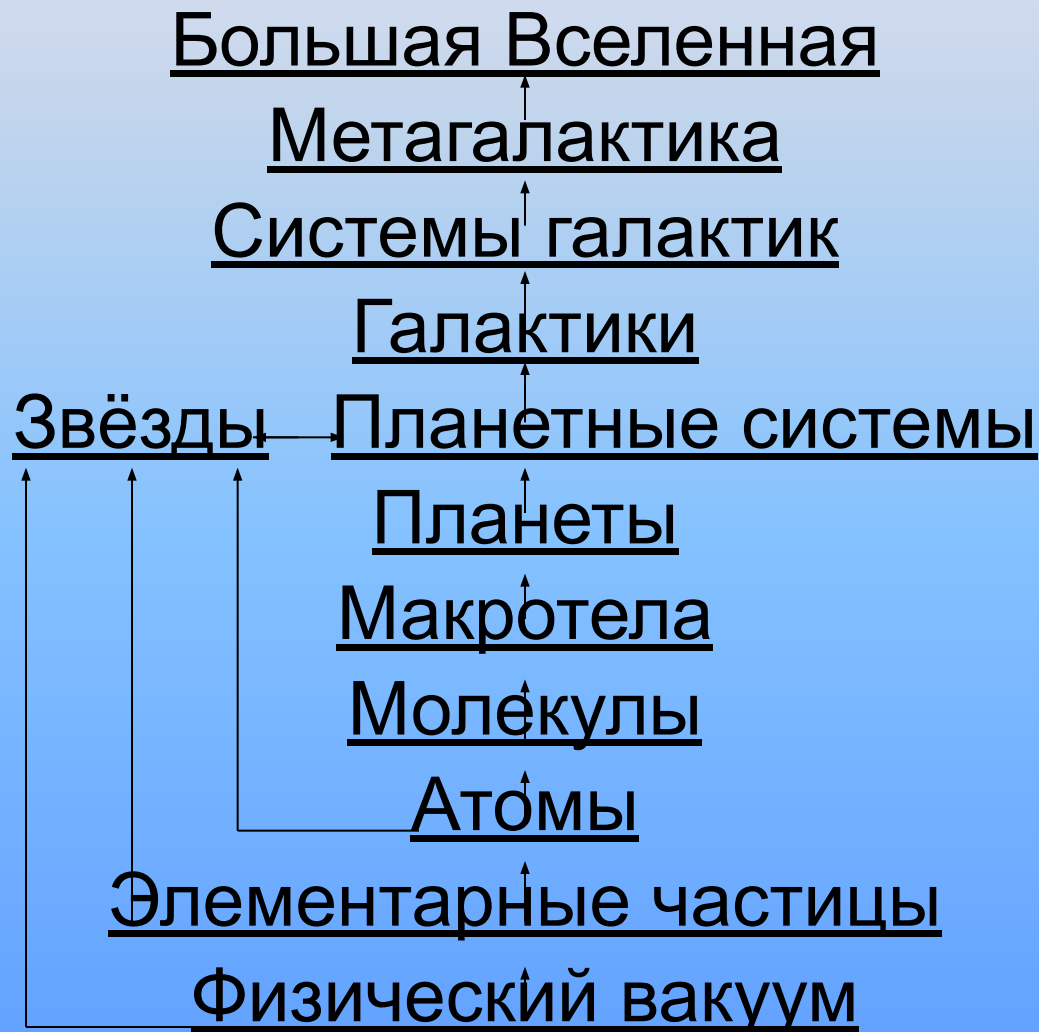 Большая Вселенная
Метагалактика
Системы галактик
Галактики
Звёзды Планетные системы
Планеты
Макротела
Молекулы
Атомы
Элементарные частицы
Физический вакуум